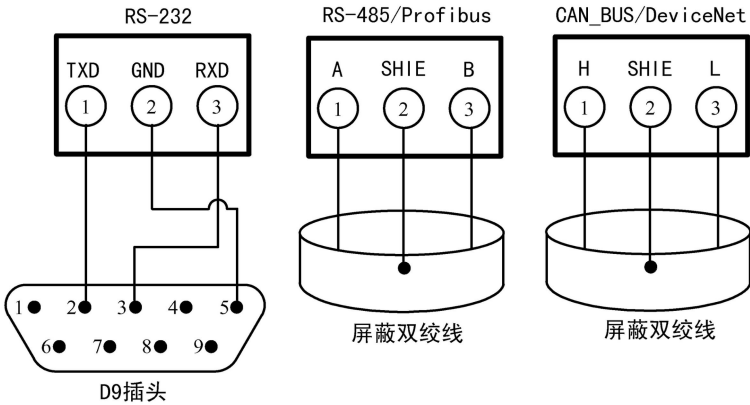 RS-232
TXD GND RXD
1 2 3
1 2 3 4 5
6 7 8 9
D9插头
RS-485/Profibus
A SHIE B
1 2 3
屏蔽双绞线
CAN_BUS/DeviceNet
H SHIE L
1 2 3
屏蔽双绞线